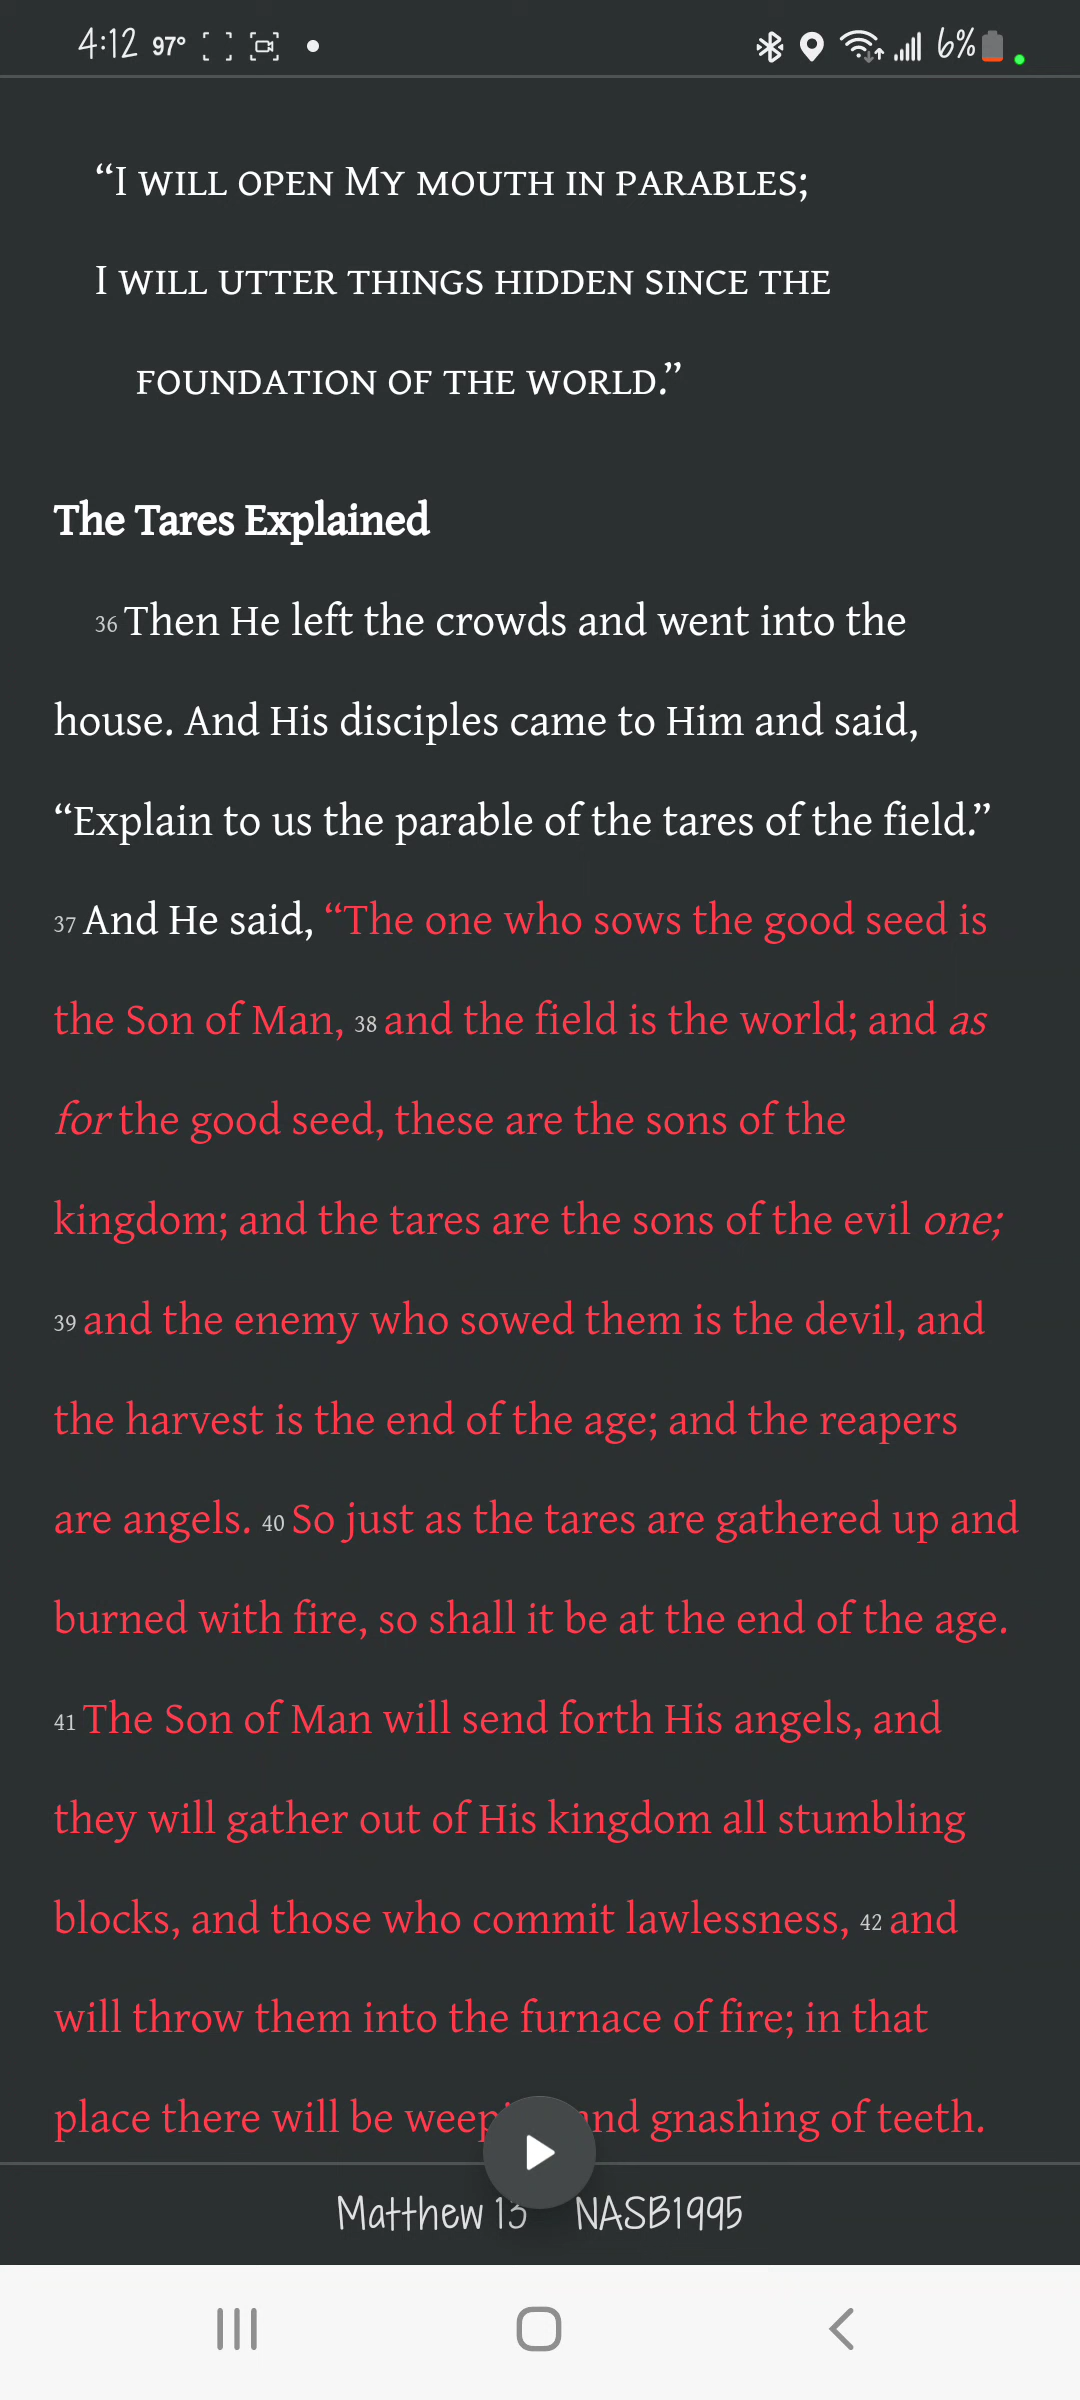 4:12 97° 6%
“I WILL OPEN MY MOUTH IN PARABLES;
I WILL UTTER THINGS HIDDEN SINCE THE
FOUNDATION OF THE WORLD.”
The Tares Explained
36 Then He left the crowds and went into the
house. And His disciples came to Him and said,
“Explain to us the parable of the tares of the field.”
37 And He said, “The one who sows the good seed is
the Son of Man, 38 and the field is the world; and as
for the good seed, these are the sons of the
kingdom; and the tares are the sons of the evil one;
39 and the enemy who sowed them is the devil, and
the harvest is the end of the age; and the reapers
are angels. 40 So just as the tares are gathered up and
burned with fire, so shall it be at the end of the age.
41 The Son of Man will send forth His angels, and
they will gather out of His kingdom all stumbling
blocks, and those who commit lawlessness, 42 and
will throw them into the furnace of fire; in that
place there will be and gnashing of teeth.
Matthew 13 NASB1995